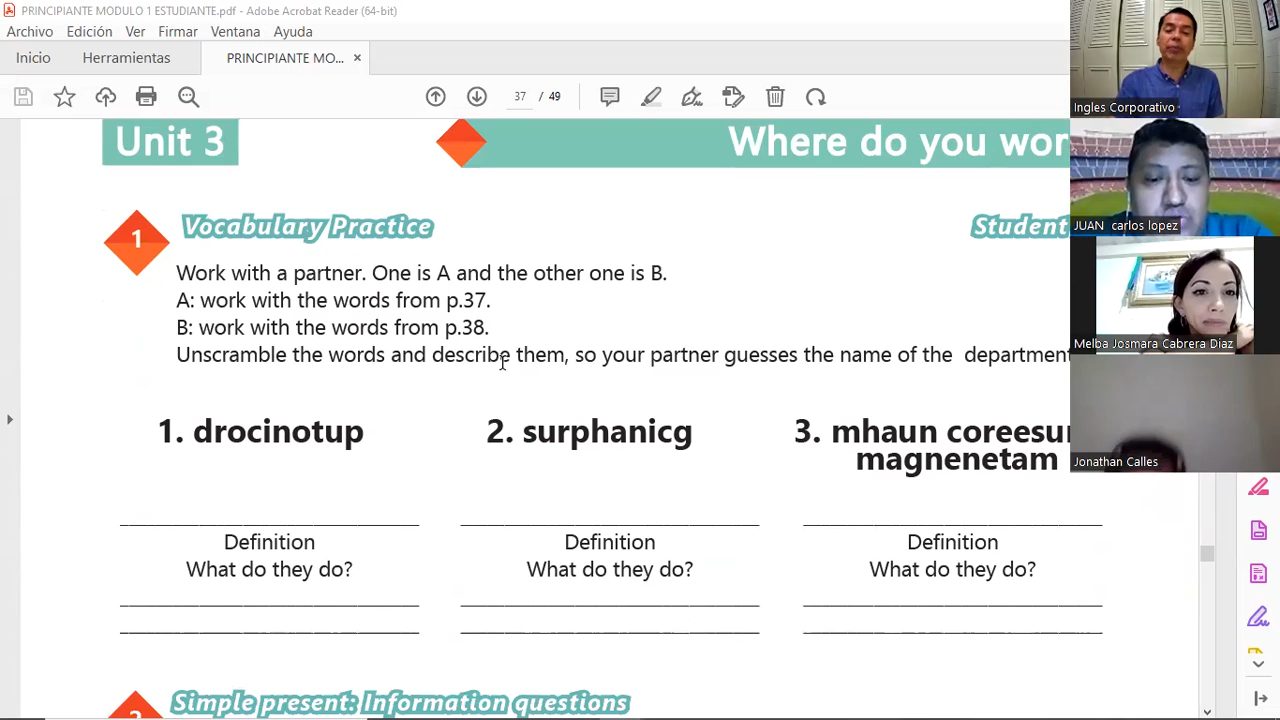 PRINCIPIANTE MODULO 1 ESTUDIANTE.pdf - Adobe Acrobat Reader (64-bit)
Archivo Edición Ver Firmar Ventana Ayuda
Inicio Herramientas PRINCIPIANTE MO... ×
37 / 49
Unit 3
Where do you wor
1 Vocabulary Practice
Student
Work with a partner. One is A and the other one is B.
A: work with the words from p.37.
B: work with the words from p.38.
Unscramble the words and describe them, so your partner guesses the name of the department
1. drocinotup 2. surphanicg 3. mhaun coreesur
magnenetam
Definition Definition Definition
What do they do? What do they do? What do they do?
2 Simple present: Information questions
Ingles Corporativo
JUAN carlos lopez
Melba Josmara Cabrera Diaz
Jonathan Calles